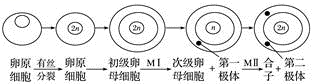 2n 2n n n
卵原 有丝 卵原 初级卵 MⅠ 次级卵 第一 MⅡ 合 第二
细胞 分裂 细胞 母细胞 母细胞 + 极体 子 + 极体